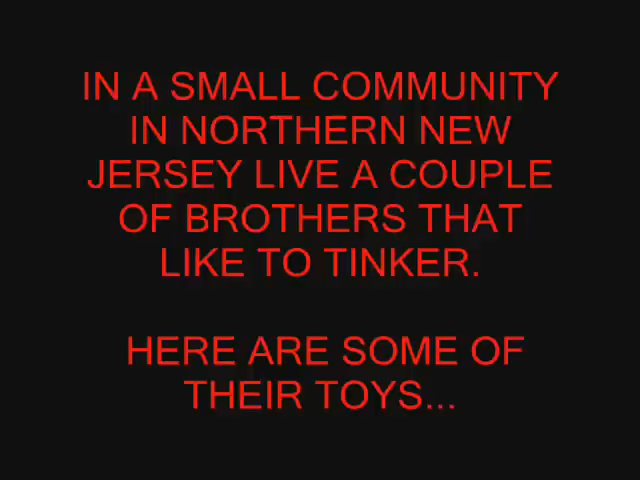 IN A SMALL COMMUNITY
IN NORTHERN NEW
JERSEY LIVE A COUPLE
OF BROTHERS THAT
LIKE TO TINKER.
HERE ARE SOME OF
THEIR TOYS...